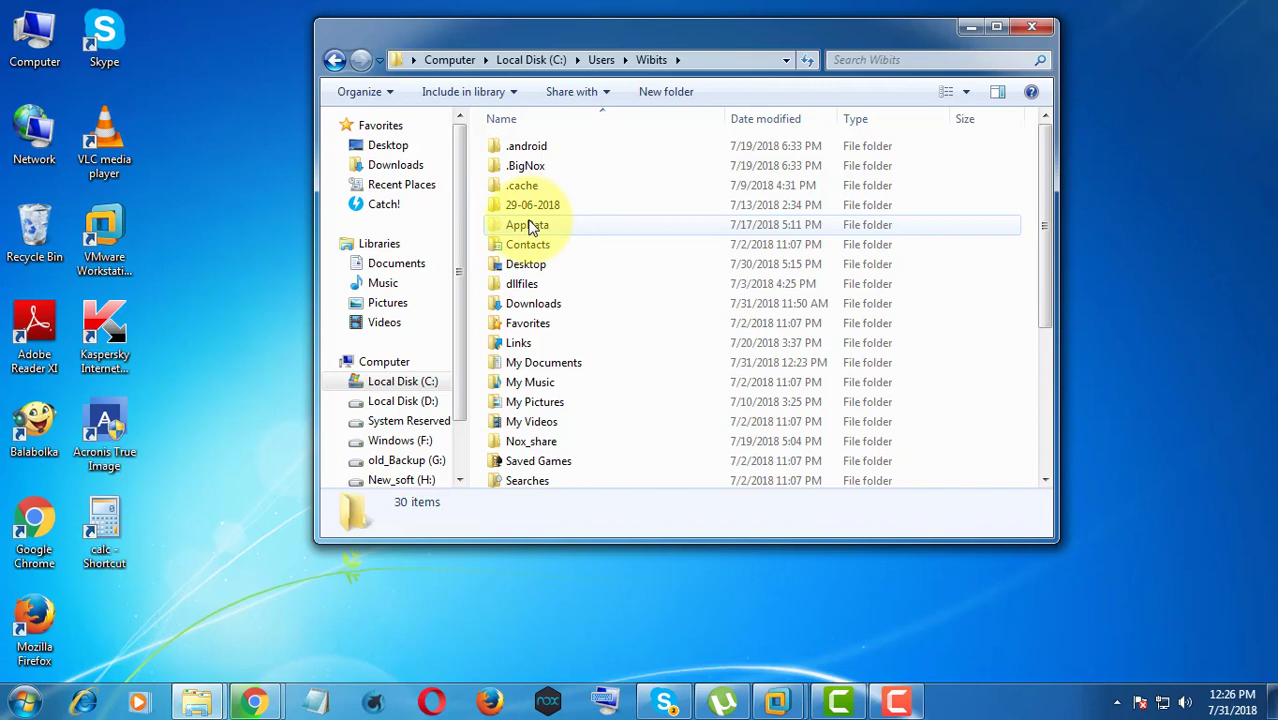 Computer
Skype
Network
VLC media
player
Recycle Bin
VMware
Workstati...
Adobe
Reader XI
Kaspersky
Internet...
Balabolka
Acronis True
Image
Google
Chrome
calc -
Shortcut
Mozilla
Firefox
Computer Local Disk (C:) Users Wibits
Search Wibits
Organize Include in library Share with New folder
Favorites
Desktop
Downloads
Recent Places
Catch!
Libraries
Documents
Music
Pictures
Videos
Computer
Local Disk (C:)
Local Disk (D:)
System Reserved
Windows (F:)
old_Backup (G:)
New_soft (H:)
Name Date modified Type Size
.android 7/19/2018 6:33 PM File folder
.BigNox 7/19/2018 6:33 PM File folder
.cache 7/9/2018 4:31 PM File folder
29-06-2018 7/13/2018 2:34 PM File folder
AppData 7/17/2018 5:11 PM File folder
Contacts 7/2/2018 11:07 PM File folder
Desktop 7/30/2018 5:15 PM File folder
dllfiles 7/3/2018 4:25 PM File folder
Downloads 7/31/2018 11:50 AM File folder
Favorites 7/2/2018 11:07 PM File folder
Links 7/20/2018 3:37 PM File folder
My Documents 7/31/2018 12:23 PM File folder
My Music 7/2/2018 11:07 PM File folder
My Pictures 7/10/2018 3:25 PM File folder
My Videos 7/2/2018 11:07 PM File folder
Nox_share 7/19/2018 5:04 PM File folder
Saved Games 7/2/2018 11:07 PM File folder
Searches 7/2/2018 11:07 PM File folder
30 items
nox
12:26 PM
7/31/2018